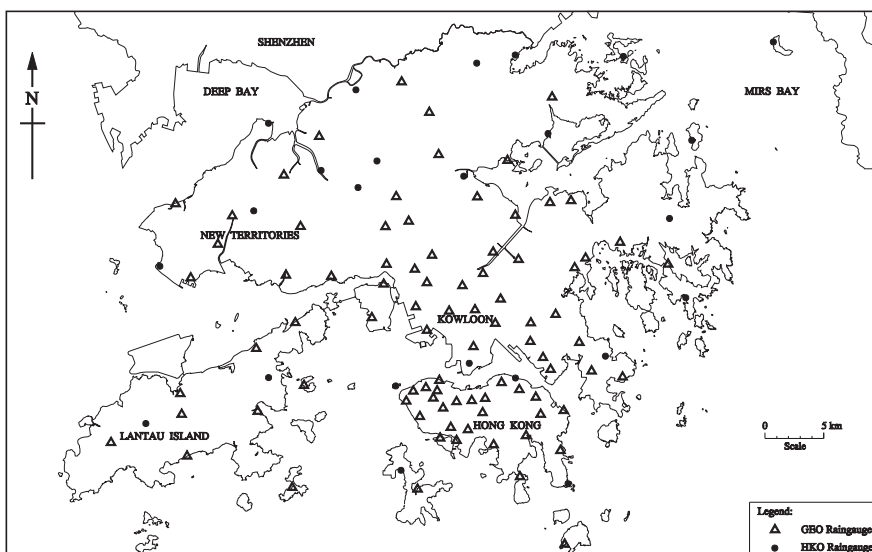 SHENZHEN
DEEP BAY
MIRS BAY
N
NEW TERRITORIES
KOWLOON
HONG KONG
LANTAU ISLAND
0 5 km
Scale
Legend:
GEO Raingauge
HKO Raingauge